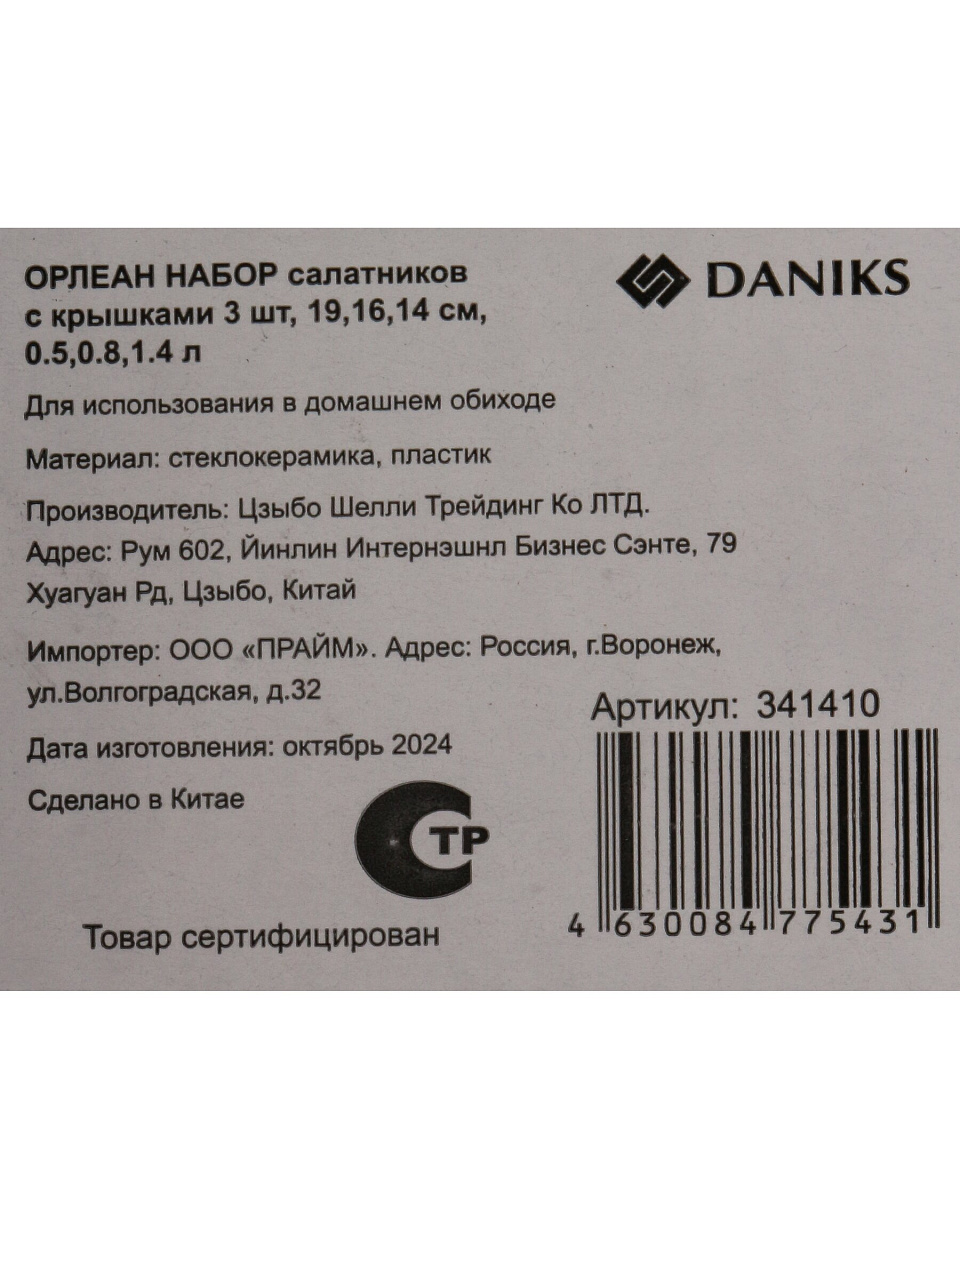 ОРЛЕАН НАБОР салатников
с крышками 3 шт, 19,16,14 см,
0.5,0.8,1.4 л
DANIKS
Для использования в домашнем обиходе
Материал: стеклокерамика, пластик
Производитель: Цзыбо Шелли Трейдинг Ко ЛТД.
Адрес: Рум 602, Йинлин Интернэшнл Бизнес Сэнте, 79
Хуагуан Рд, Цзыбо, Китай
Импортер: ООО «ПРАЙМ». Адрес: Россия, г.Воронеж,
ул.Волгоградская, д.32
Дата изготовления: октябрь 2024
Сделано в Китае
ТР
Товар сертифицирован
Артикул: 341410
4 630084 775431